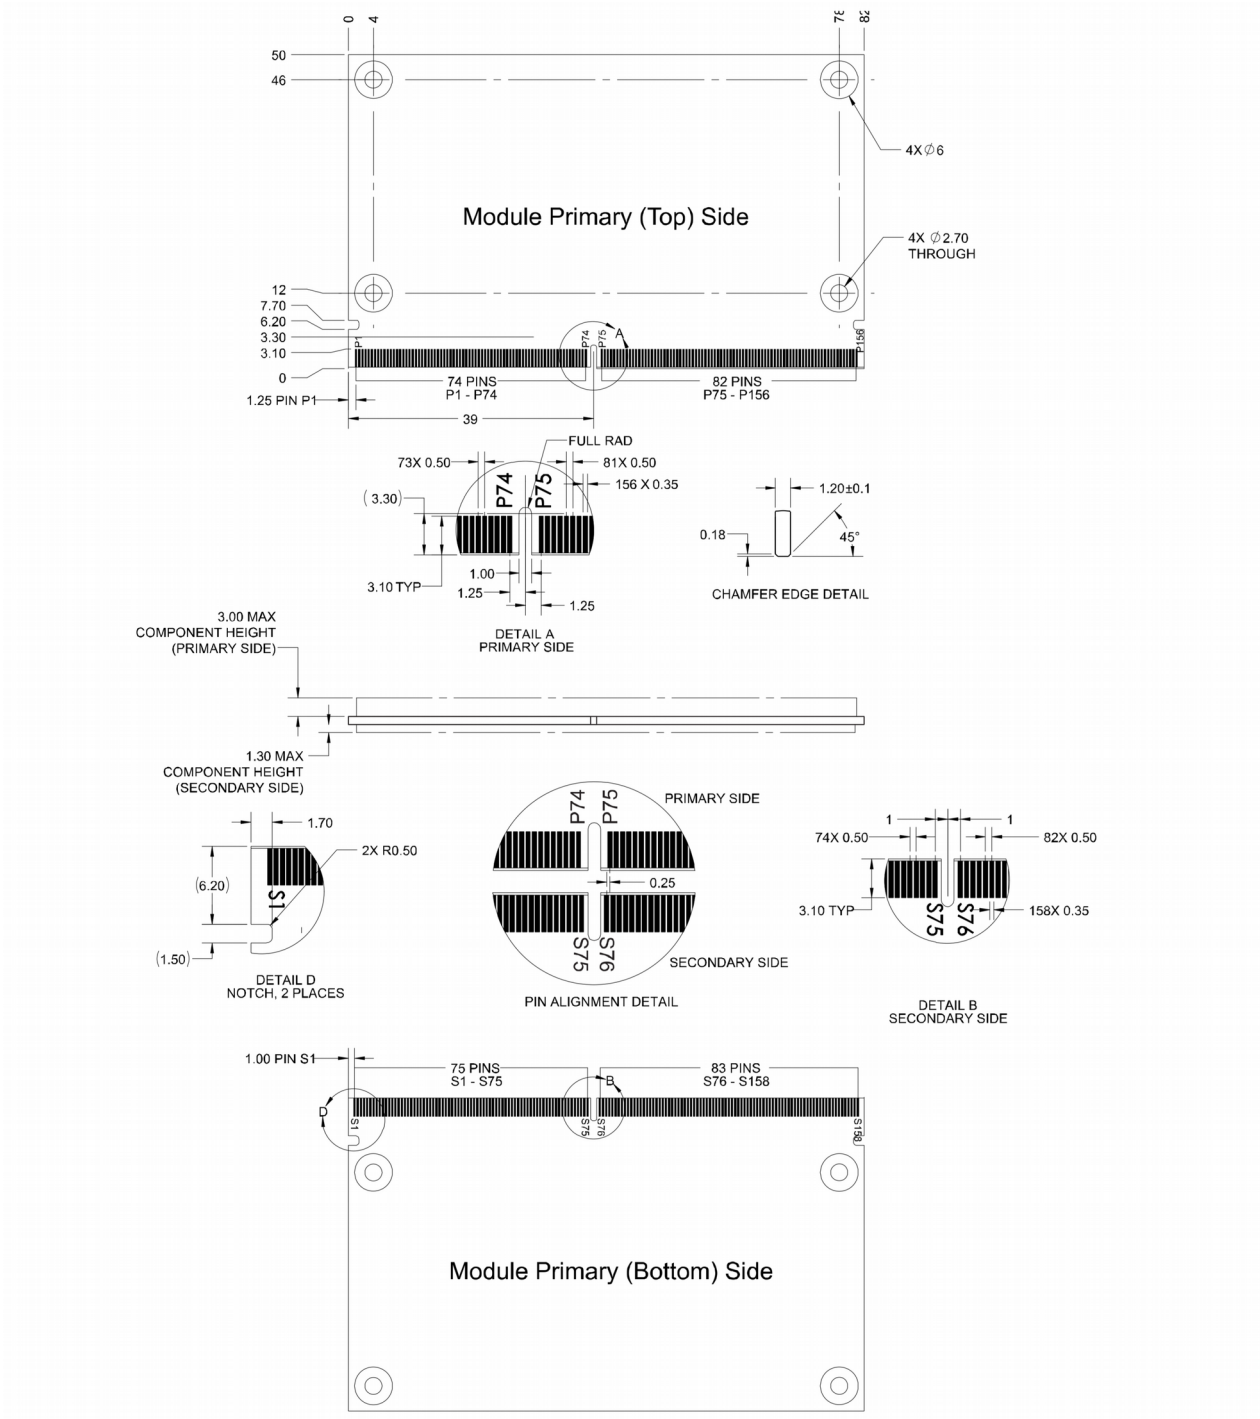 0
4
78
82
50
46
4X Ø6
Module Primary (Top) Side
4X Ø2.70
THROUGH
12
7.70
6.20
3.30
3.10
0
P1
P74
P75
A
P156
74 PINS
P1 - P74
82 PINS
P75 - P156
1.25 PIN P1
39
FULL RAD
73X 0.50
81X 0.50
156 X 0.35
P74
P75
(3.30)
3.10 TYP
1.00
1.25
1.25
DETAIL A
PRIMARY SIDE
1.20±0.1
0.18
45°
CHAMFER EDGE DETAIL
3.00 MAX
COMPONENT HEIGHT
(PRIMARY SIDE)
1.30 MAX
COMPONENT HEIGHT
(SECONDARY SIDE)
1.70
2X R0.50
(6.20)
S1
(1.50)
DETAIL D
NOTCH, 2 PLACES
P74
P75
PRIMARY SIDE
0.25
S75
S76
SECONDARY SIDE
PIN ALIGNMENT DETAIL
1
1
74X 0.50
82X 0.50
3.10 TYP
S75
S76
158X 0.35
DETAIL B
SECONDARY SIDE
1.00 PIN S1
75 PINS
S1 - S75
83 PINS
S76 - S158
D
B
S1
S75
S76
S158
Module Primary (Bottom) Side